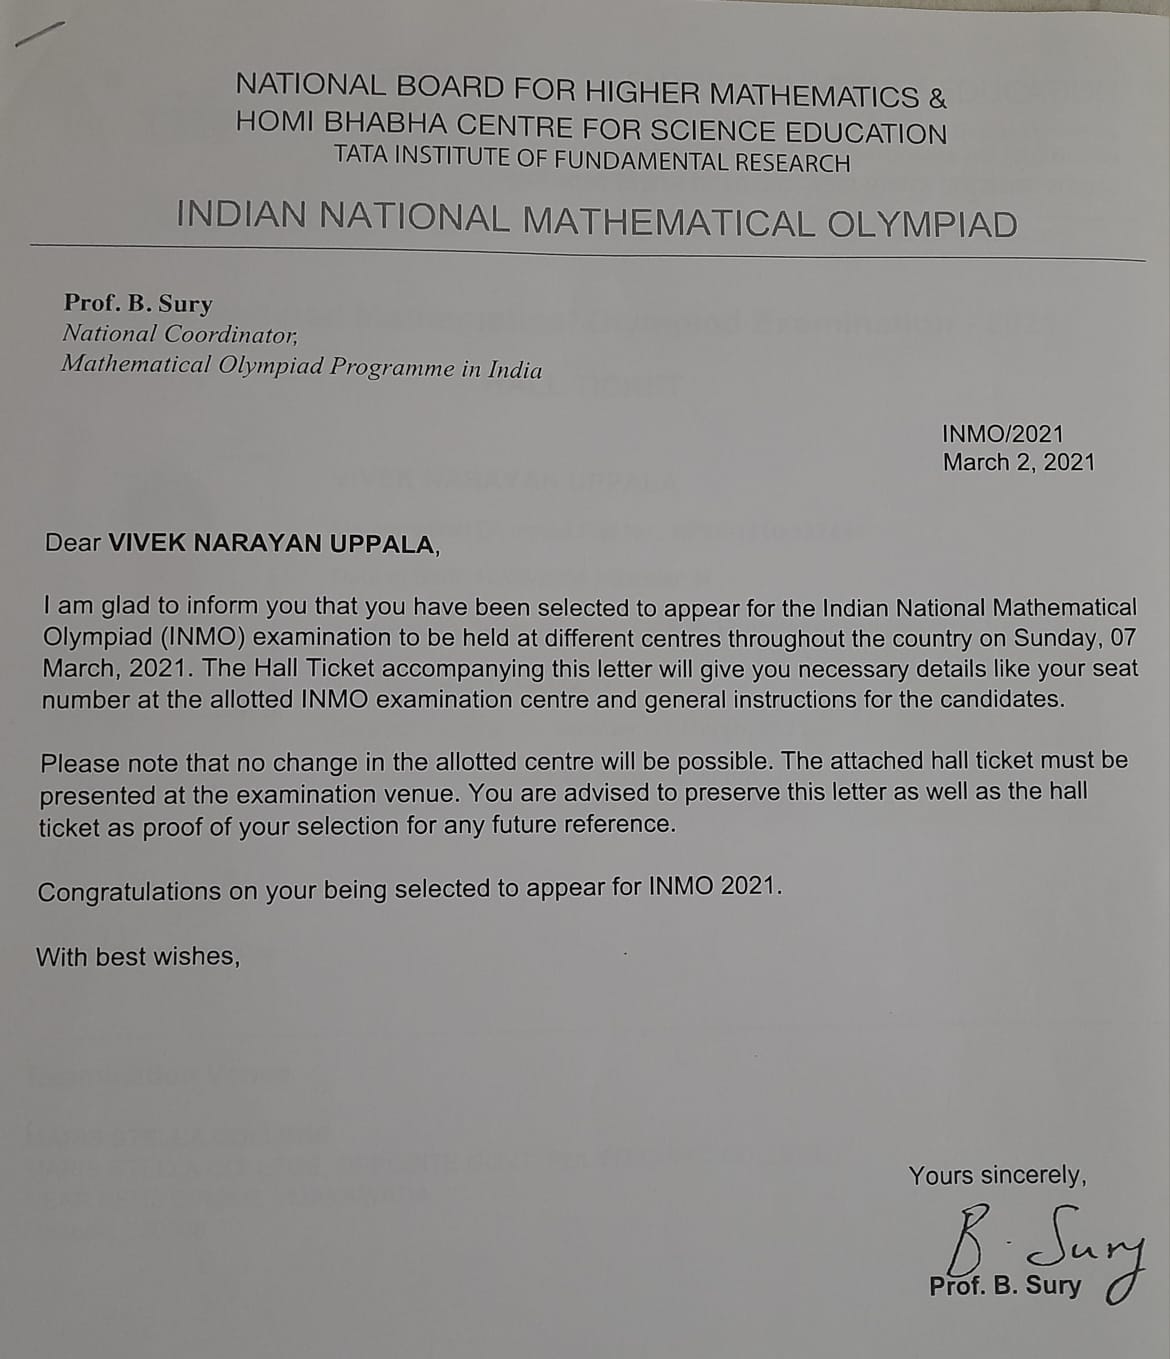 NATIONAL BOARD FOR HIGHER MATHEMATICS &
HOMI BHABHA CENTRE FOR SCIENCE EDUCATION
TATA INSTITUTE OF FUNDAMENTAL RESEARCH
INDIAN NATIONAL MATHEMATICAL OLYMPIAD
Prof. B. Sury
National Coordinator,
Mathematical Olympiad Programme in India
INMO/2021
March 2, 2021
Dear VIVEK NARAYAN UPPALA,
I am glad to inform you that you have been selected to appear for the Indian National Mathematical
Olympiad (INMO) examination to be held at different centres throughout the country on Sunday, 07
March, 2021. The Hall Ticket accompanying this letter will give you necessary details like your seat
number at the allotted INMO examination centre and general instructions for the candidates.
Please note that no change in the allotted centre will be possible. The attached hall ticket must be
presented at the examination venue. You are advised to preserve this letter as well as the hall
ticket as proof of your selection for any future reference.
Congratulations on your being selected to appear for INMO 2021.
With best wishes,
Yours sincerely,
B. Sury
Prof. B. Sury